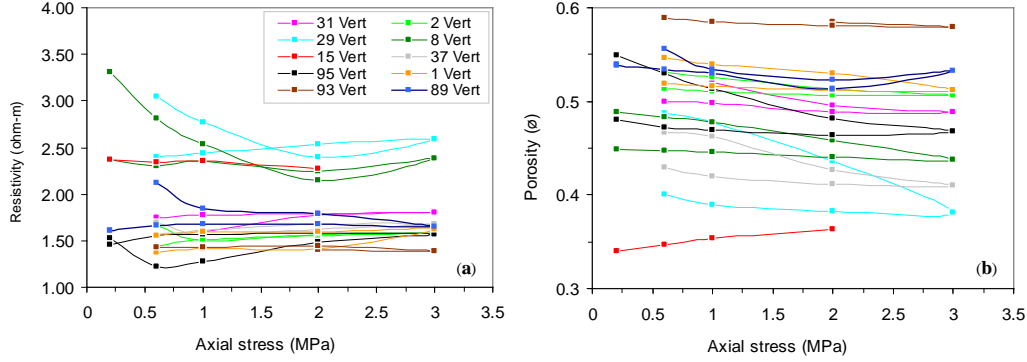 4.00
3.50
3.00
2.50
2.00
1.50
1.00
Resistivity (ohm-m)
31 Vert 2 Vert
29 Vert 8 Vert
15 Vert 37 Vert
95 Vert 1 Vert
93 Vert 89 Vert
(a)
0 0.5 1 1.5 2 2.5 3 3.5
Axial stress (MPa)
0.6
0.5
0.4
0.3
Porosity (ø)
(b)
0 0.5 1 1.5 2 2.5 3 3.5
Axial stress (MPa)